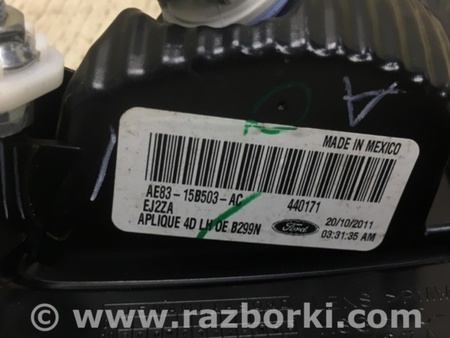 MADE IN MEXICO
AE83-15B503-AC 440171
EJ2ZA
APLIQUE 4D LH OE B299N
Ford
20/10/2011
03:31:35 AM
© www.razborki.com